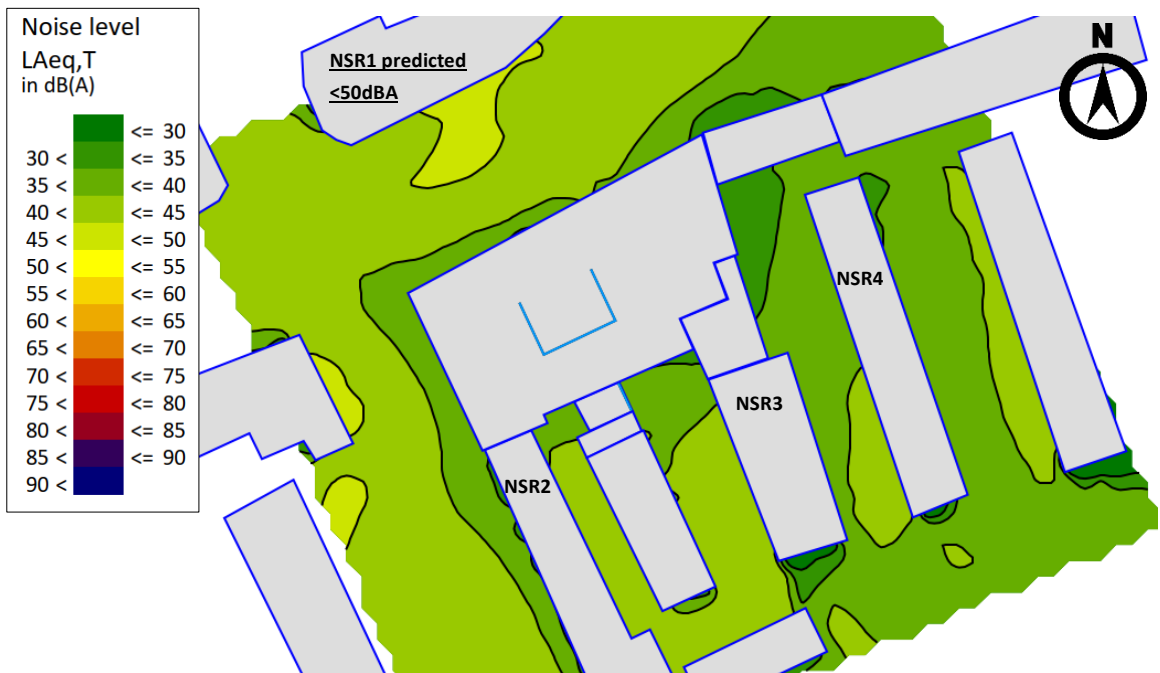 Noise level
LAeq,T
in dB(A)
<= 30
30 < <= 35
35 < <= 40
40 < <= 45
45 < <= 50
50 < <= 55
55 < <= 60
60 < <= 65
65 < <= 70
70 < <= 75
75 < <= 80
80 < <= 85
85 < <= 90
90 <
NSR1 predicted
<50dBA
N
NSR4
NSR3
NSR2